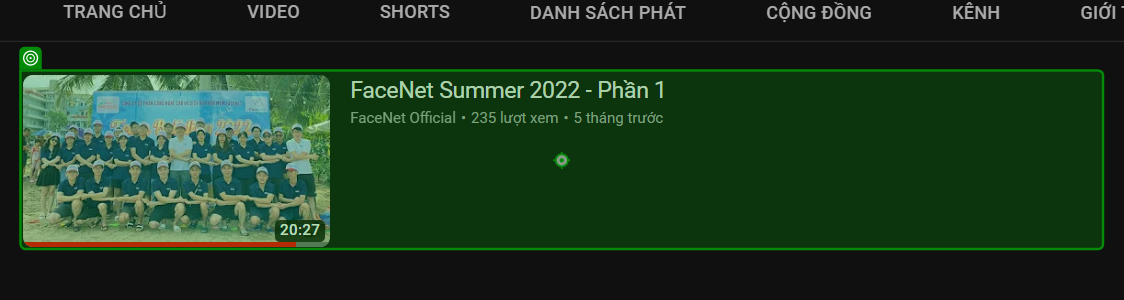 TRANG CHỦ VIDEO SHORTS DANH SÁCH PHÁT CỘNG ĐỒNG KÊNH GIỚI
FaceNet Summer 2022 - Phần 1
FaceNet Official • 235 lượt xem • 5 tháng trước
20:27